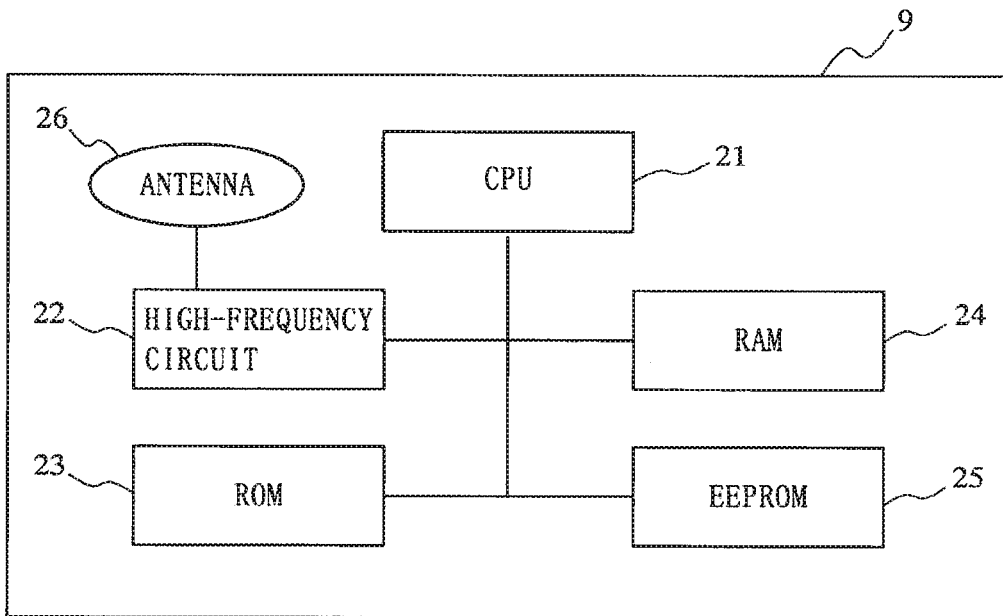 9
26
ANTENNA
CPU
21
22
HIGH-FREQUENCY
CIRCUIT
RAM
24
23
ROM
EEPROM
25